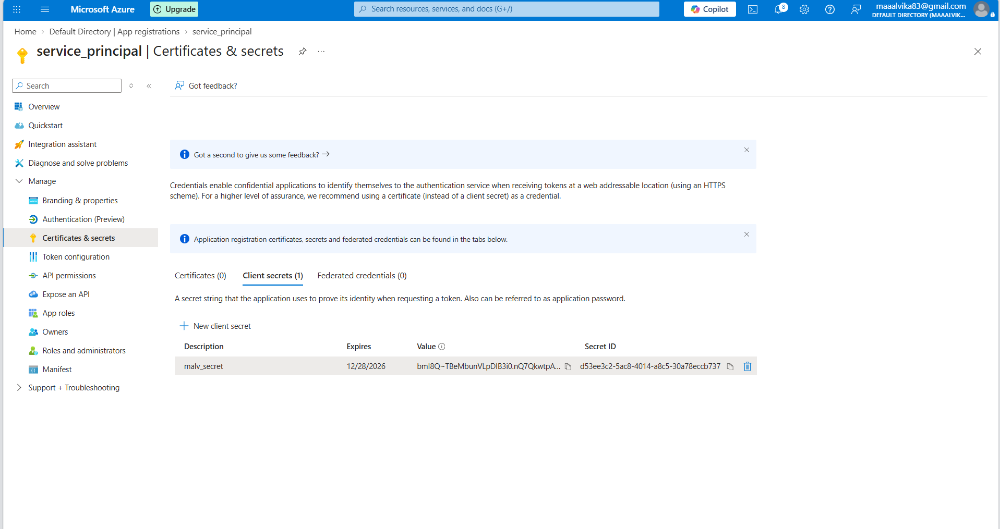 Microsoft Azure
Upgrade
Search resources, services, and docs (G+/)
Copilot
8
maaalvika83@gmail.com
DEFAULT DIRECTORY (MAAALVIK...
Home > Default Directory | App registrations > service_principal
service_principal | Certificates & secrets
Search
Got feedback?
Overview
Quickstart
Integration assistant
Diagnose and solve problems
Manage
Branding & properties
Authentication (Preview)
Certificates & secrets
Token configuration
API permissions
Expose an API
App roles
Owners
Roles and administrators
Manifest
Support + Troubleshooting
Got a second to give us some feedback?
Credentials enable confidential applications to identify themselves to the authentication service when receiving tokens at a web addressable location (using an HTTPS
scheme). For a higher level of assurance, we recommend using a certificate (instead of a client secret) as a credential.
Application registration certificates, secrets and federated credentials can be found in the tabs below.
Certificates (0) Client secrets (1) Federated credentials (0)
A secret string that the application uses to prove its identity when requesting a token. Also can be referred to as application password.
New client secret
Description Expires Value Secret ID
malv_secret 12/28/2026 bml8Q~TBeMbunVLpDIB3i0.nQ7QkwtpA... d53ee3c2-5ac8-4014-a8c5-30a78eccb737